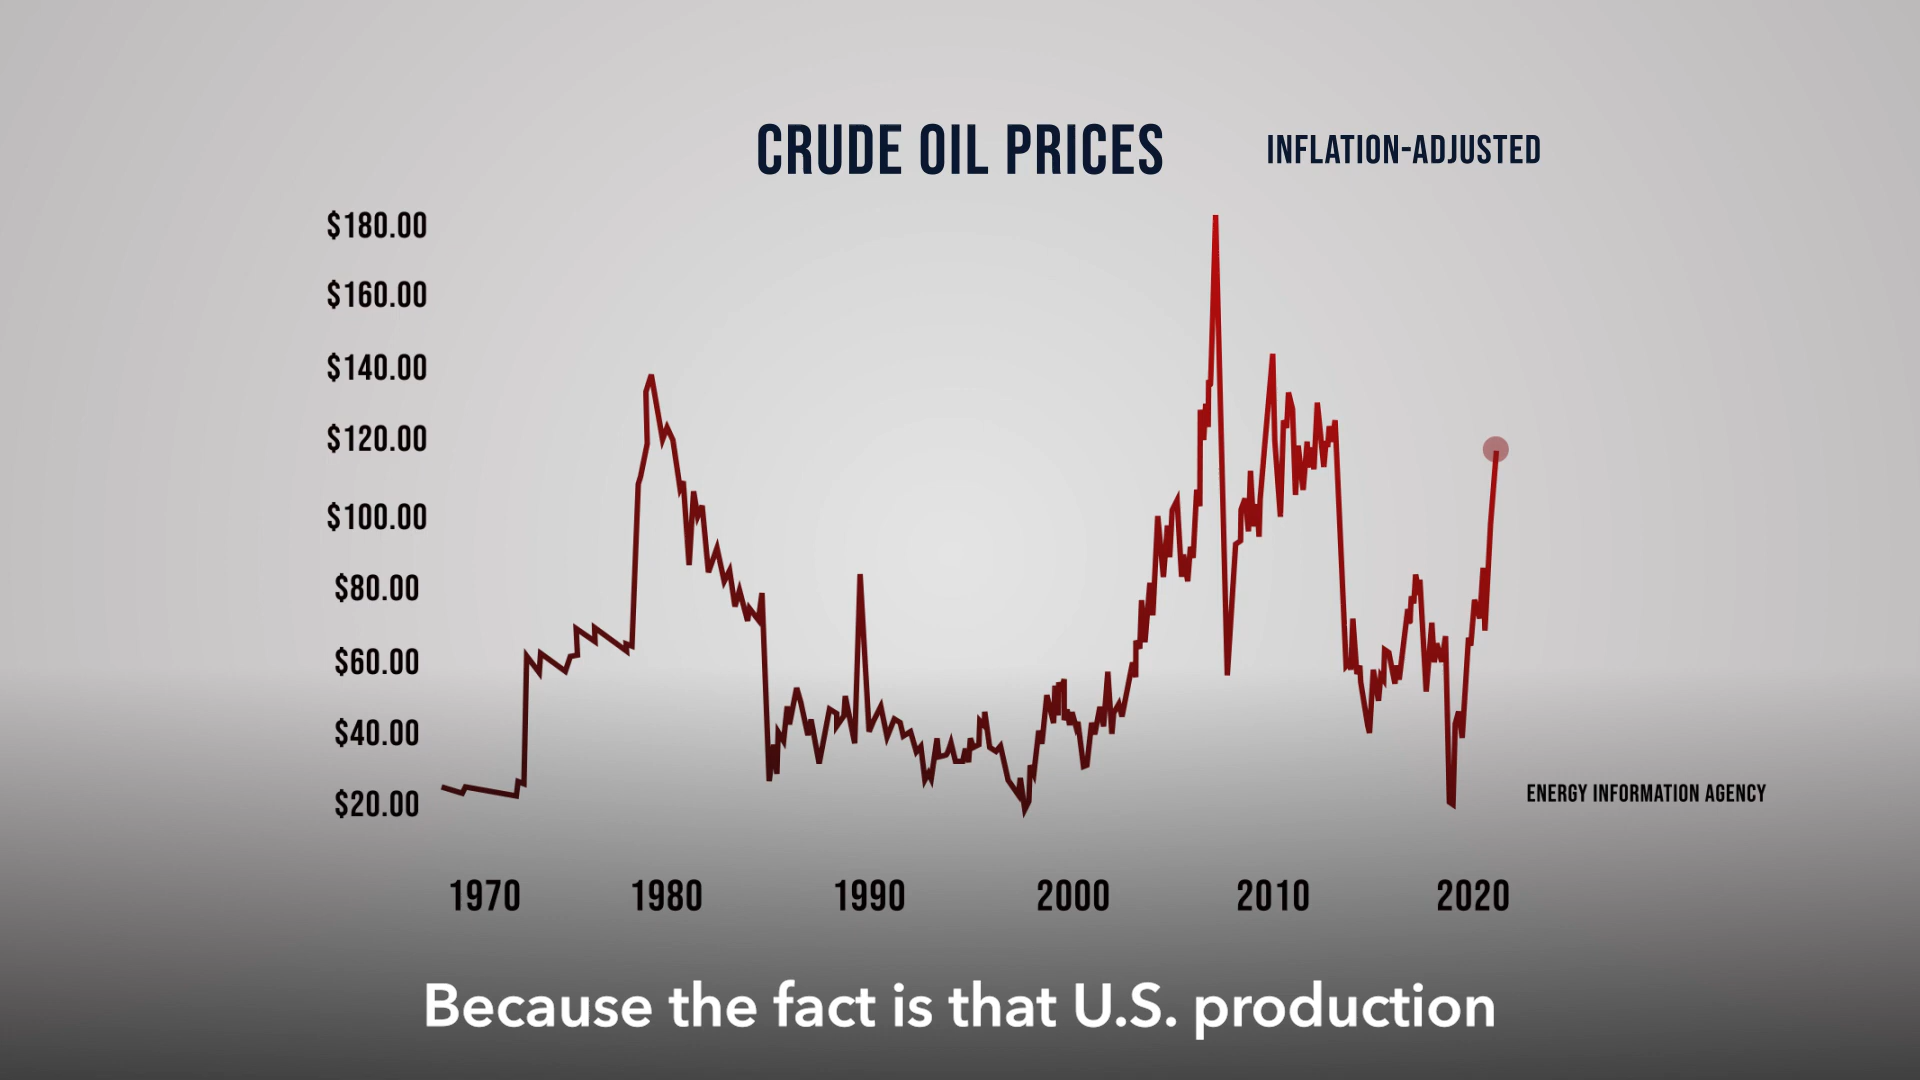 CRUDE OIL PRICES
INFLATION-ADJUSTED
$180.00
$160.00
$140.00
$120.00
$100.00
$80.00
$60.00
$40.00
$20.00
ENERGY INFORMATION AGENCY
1970 1980 1990 2000 2010 2020
Because the fact is that U.S. production